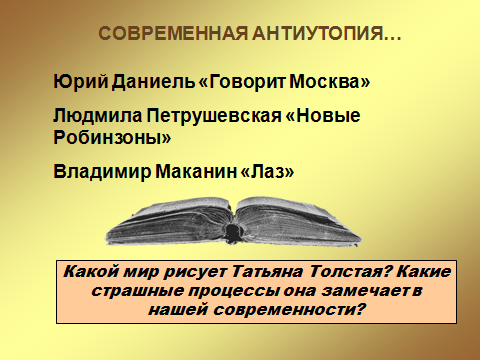 СОВРЕМЕННАЯ АНТИУТОПИЯ…
Юрий Даниель «Говорит Москва»
Людмила Петрушевская «Новые
Робинзоны»
Владимир Маканин «Лаз»
Какой мир рисует Татьяна Толстая? Какие
страшные процессы она замечает в
нашей современности?